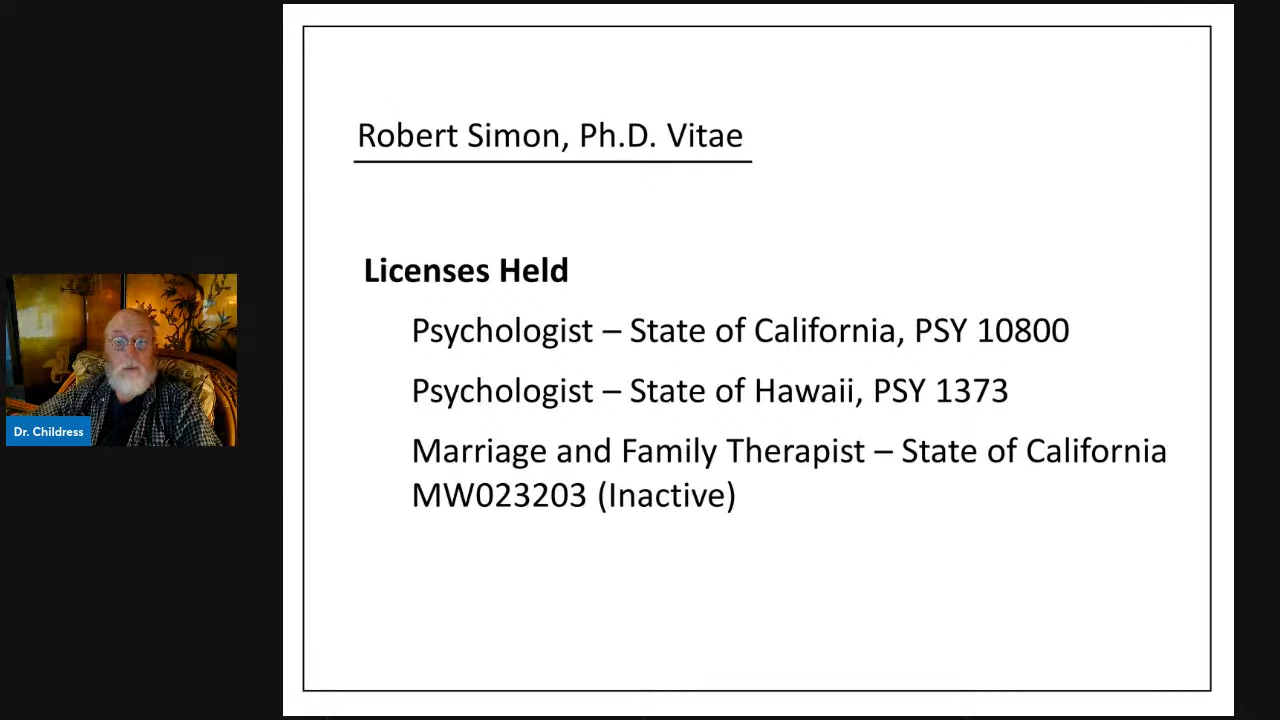 Robert Simon, Ph.D. Vitae
Licenses Held
Psychologist – State of California, PSY 10800
Psychologist – State of Hawaii, PSY 1373
Marriage and Family Therapist – State of California
MW023203 (Inactive)
Dr. Childress